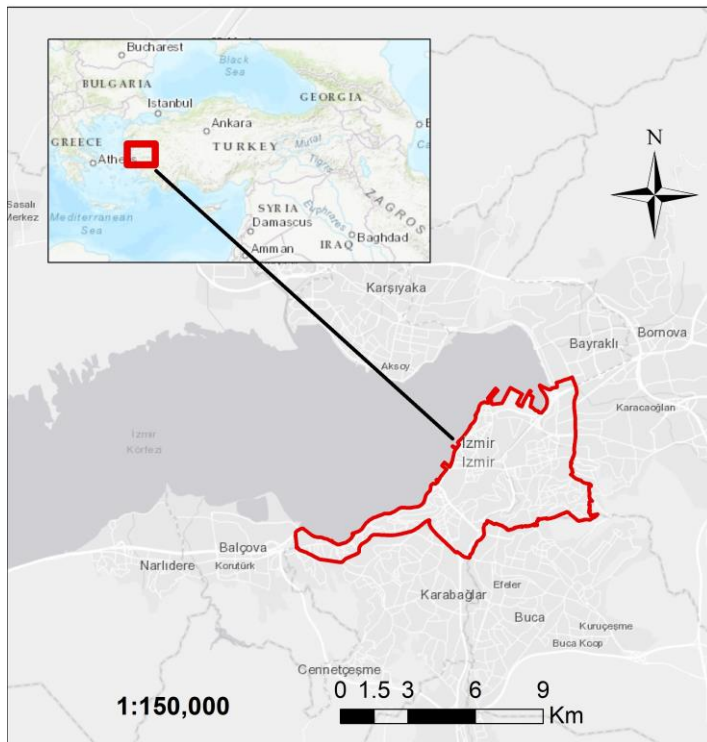 Bucharest
Black
Sea
BULGARIA
Istanbul
GEORGIA
Ankara
GREECE
TURKEY
Murat
Tigris
ZAGROS
Mediterranean
Sea
SYRIA
Euphrates
Damascus
Baghdad
IRAQ
Amman
N
Sasalı
Merkez
Karşıyaka
Bayraklı
Bornova
Aksoy
Karacaoğlan
İzmir
Körfezi
Izmir
Izmir
Balçova
Narlıdere
Korutürk
Karabağlar
Efeler
Buca
Kuruçeşme
Buca Koop
Cennetçeşme
1:150,000
0 1.5 3 6 9
Km